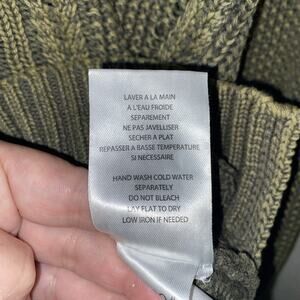 LAVER A LA MAIN
A L'EAU FROIDE
SEPAREMENT
NE PAS JAVELLISER
SECHER A PLAT
REPASSER A BASSE TEMPERATURE
SI NECESSAIRE
HAND WASH COLD WATER
SEPARATELY
DO NOT BLEACH
LAY FLAT TO DRY
LOW IRON IF NEEDED